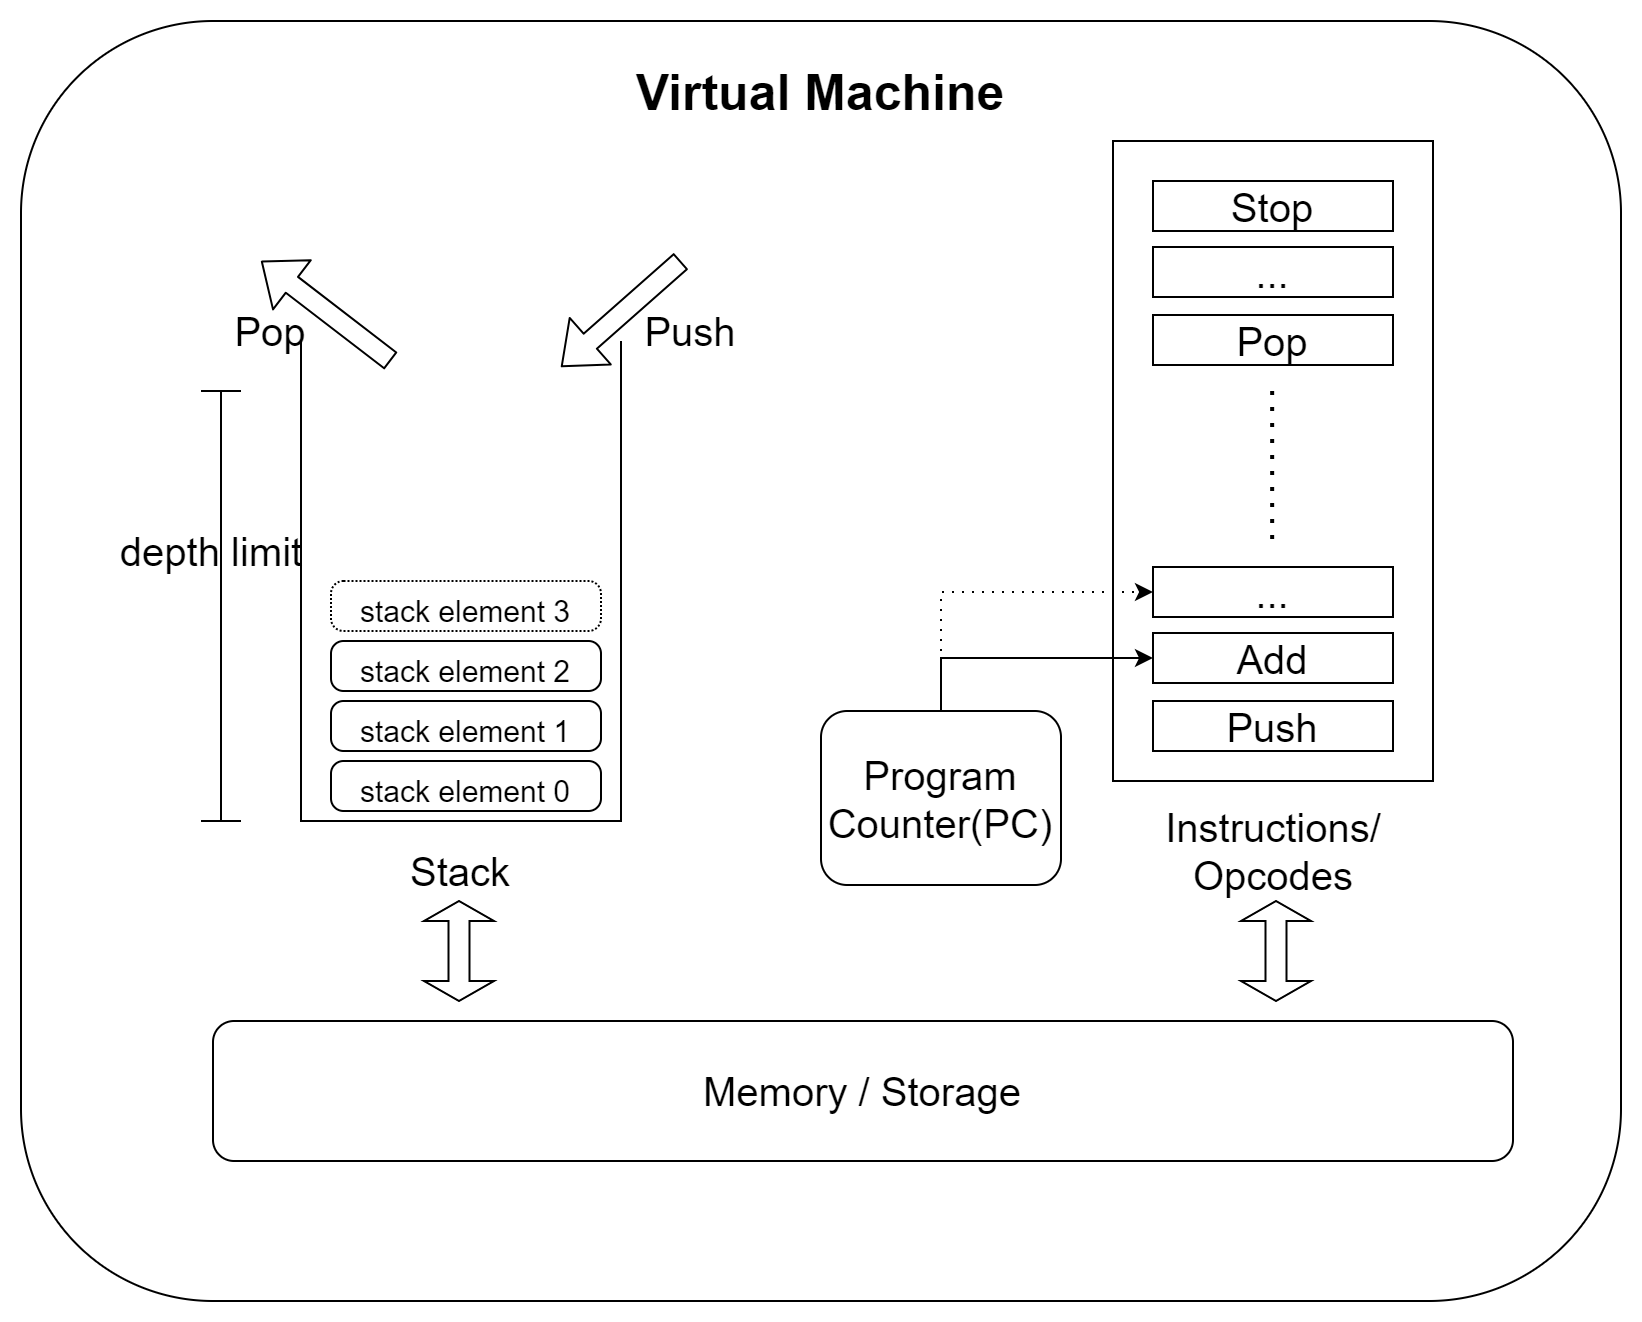 Virtual Machine
Pop
Push
depth limit
stack element 3
stack element 2
stack element 1
stack element 0
Stack
Program
Counter(PC)
Stop
...
Pop
...
Add
Push
Instructions/
Opcodes
Memory / Storage